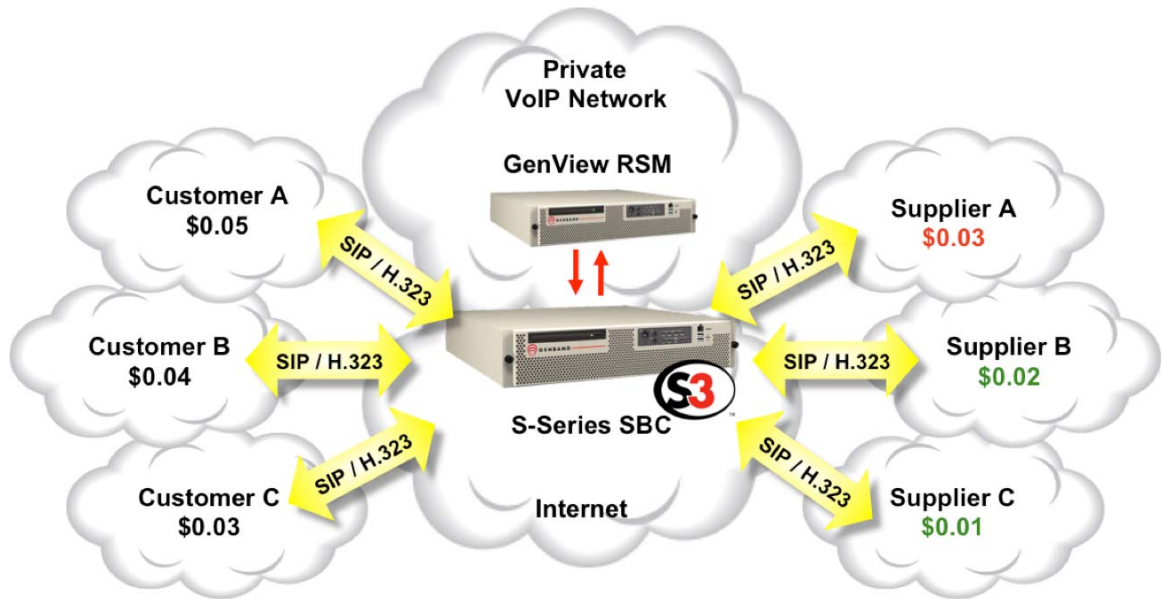 Private
VoIP Network
GenView RSM
Customer A
$0.05
SIP / H.323
SIP / H.323
Supplier A
$0.03
Customer B
$0.04
SIP / H.323
GENBAND
S3
SIP / H.323
Supplier B
$0.02
S-Series SBC
Customer C
$0.03
SIP / H.323
Internet
SIP / H.323
Supplier C
$0.01